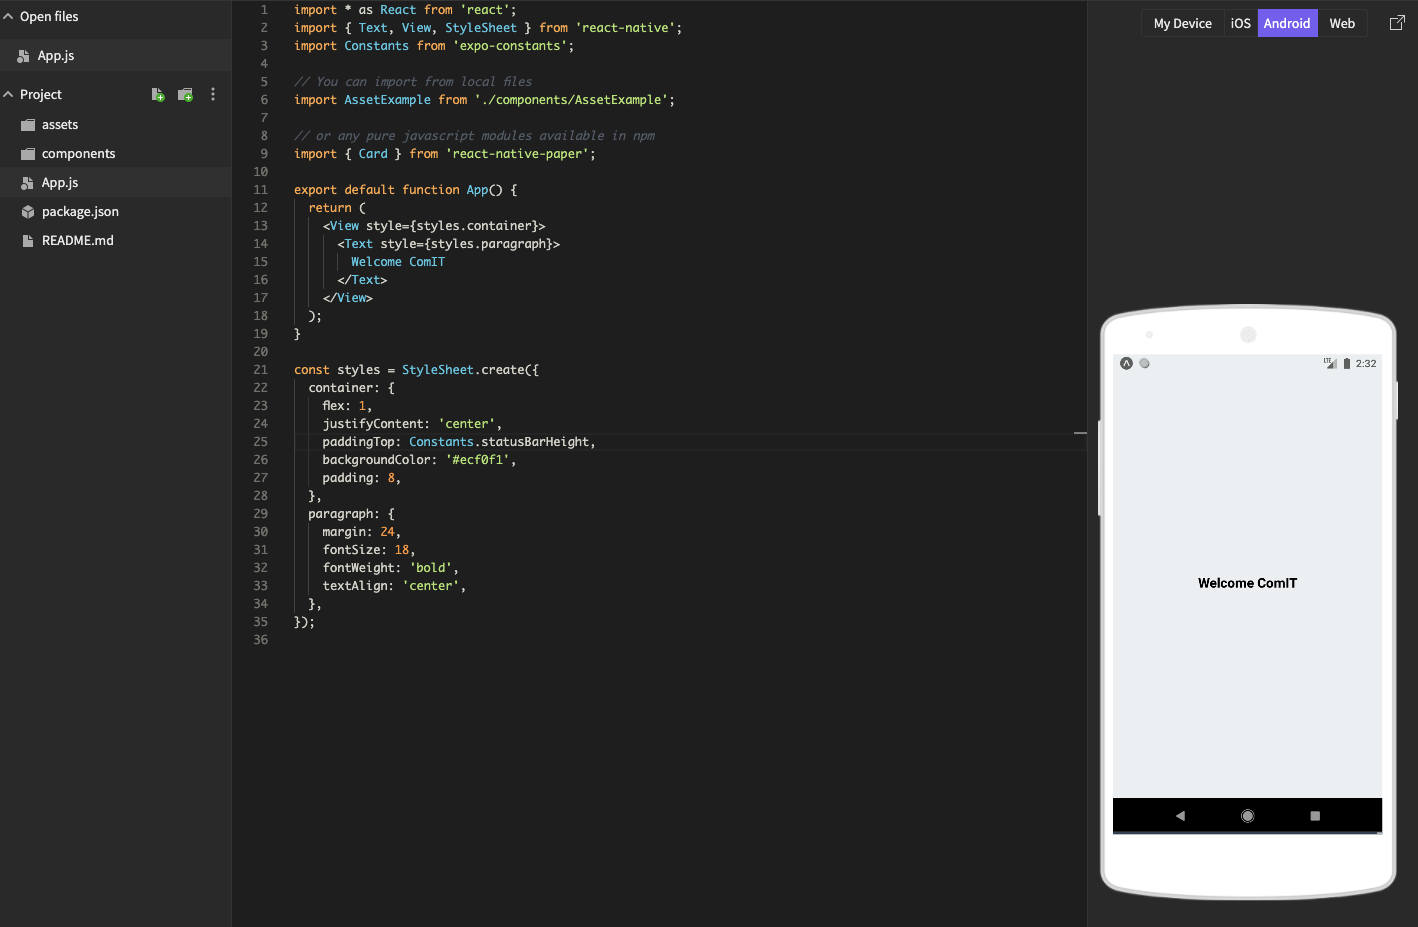 Open files
App.js
Project
assets
components
App.js
package.json
README.md
1 import * as React from 'react';
2 import { Text, View, StyleSheet } from 'react-native';
3 import Constants from 'expo-constants';
4
5 // You can import from local files
6 import AssetExample from './components/AssetExample';
7
8 // or any pure javascript modules available in npm
9 import { Card } from 'react-native-paper';
10
11 export default function App() {
12   return (
13     <View style={styles.container}>
14       <Text style={styles.paragraph}>
15         Welcome ComIT
16       </Text>
17     </View>
18   );
19 }
20
21 const styles = StyleSheet.create({
22   container: {
23     flex: 1,
24     justifyContent: 'center',
25     paddingTop: Constants.statusBarHeight,
26     backgroundColor: '#ecf0f1',
27     padding: 8,
28   },
29   paragraph: {
30     margin: 24,
31     fontSize: 18,
32     fontWeight: 'bold',
33     textAlign: 'center',
34   },
35 });
36
My Device iOS Android Web
LTE 2:32
Welcome ComIT